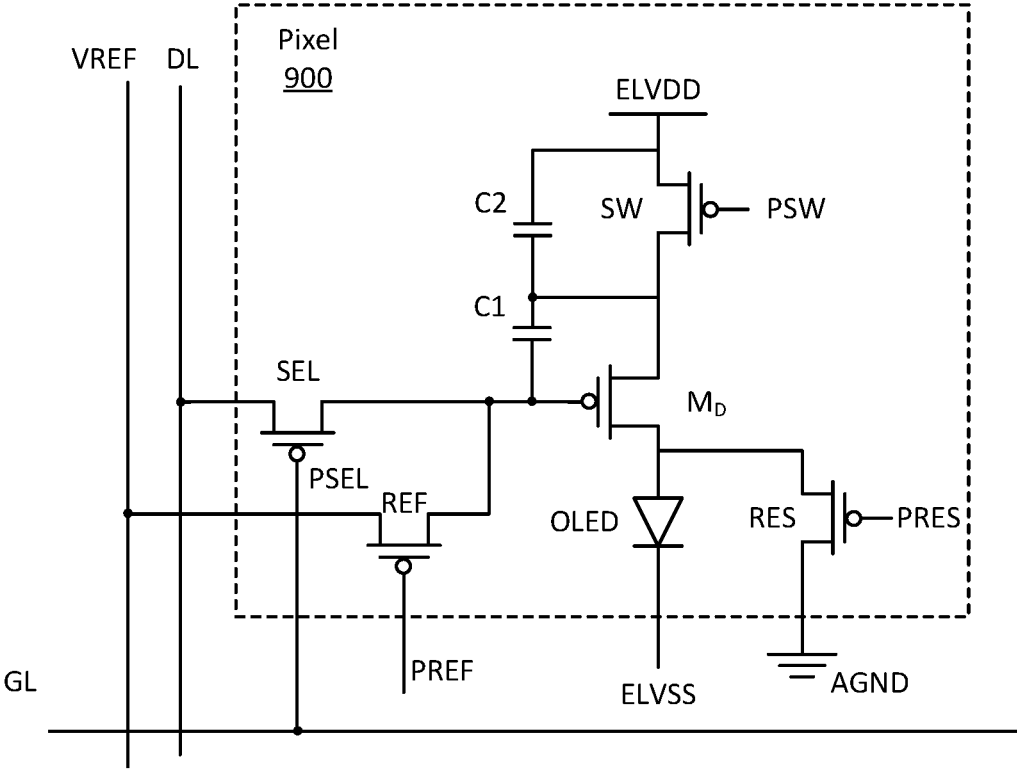 Pixel
900
VREF
DL
ELVDD
C2
SW
PSW
C1
SEL
M_D
PSEL
REF
OLED
RES
PRES
PREF
GL
ELVSS
AGND